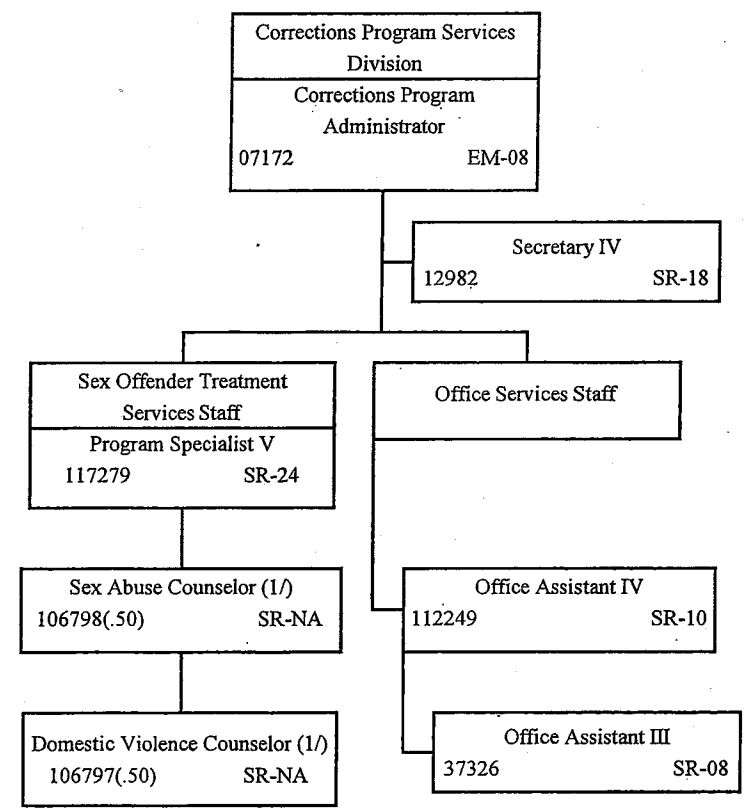 Corrections Program Services
Division
Corrections Program
Administrator
07172 EM-08
Secretary IV
12982 SR-18
Sex Offender Treatment
Services Staff
Program Specialist V
117279 SR-24
Office Services Staff
Sex Abuse Counselor (1/)
106798(.50) SR-NA
Office Assistant IV
112249 SR-10
Domestic Violence Counselor (1/)
106797(.50) SR-NA
Office Assistant III
37326 SR-08